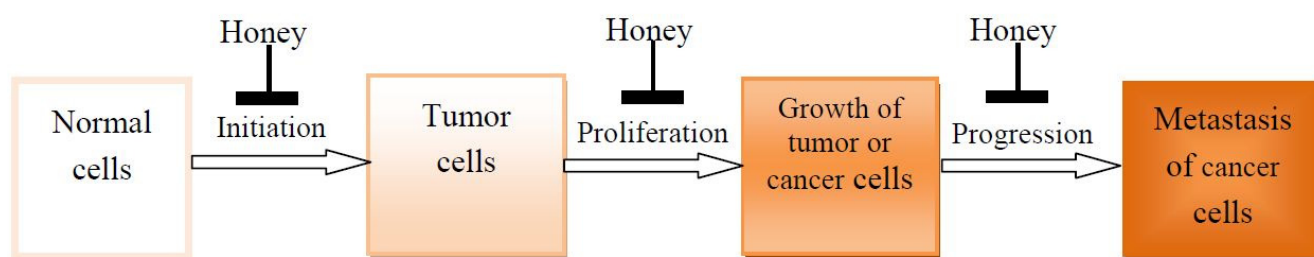 Honey
Honey
Honey
Normal
cells
Initiation
Tumor
cells
Proliferation
Growth of
tumor or
cancer cells
Progression
Metastasis
of cancer
cells